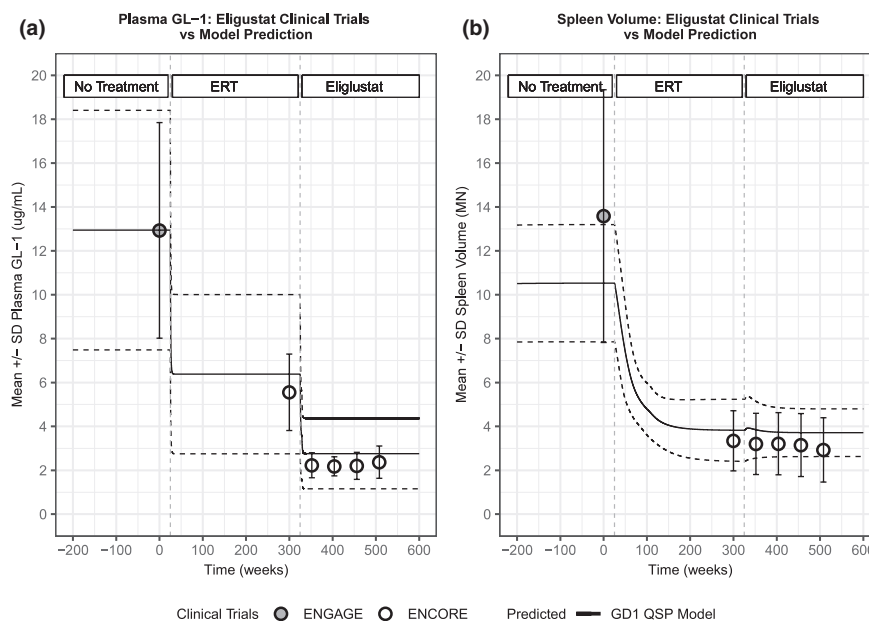 (a)
Plasma GL−1: Eligustat Clinical Trials
vs Model Prediction
Mean +/− SD Plasma GL−1 (ug/mL)
20
18
16
14
12
10
8
6
4
2
0
No Treatment
ERT
Eliglustat
−200 −100 0 100 200 300 400 500 600
Time (weeks)
(b)
Spleen Volume: Eligustat Clinical Trials
vs Model Prediction
Mean +/− SD Spleen Volume (MN)
20
18
16
14
12
10
8
6
4
2
0
No Treatment
ERT
Eliglustat
−200 −100 0 100 200 300 400 500 600
Time (weeks)
Clinical Trials ENGAGE ENCORE Predicted GD1 QSP Model